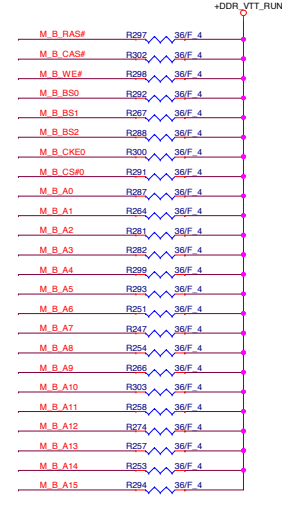 +DDR_VTT_RUN
M_B_RAS# R297 36/F_4
M_B_CAS# R302 36/F_4
M_B_WE# R298 36/F_4
M_B_BS0 R292 36/F_4
M_B_BS1 R267 36/F_4
M_B_BS2 R288 36/F_4
M_B_CKE0 R300 36/F_4
M_B_CS#0 R291 36/F_4
M_B_A0 R287 36/F_4
M_B_A1 R264 36/F_4
M_B_A2 R281 36/F_4
M_B_A3 R282 36/F_4
M_B_A4 R299 36/F_4
M_B_A5 R293 36/F_4
M_B_A6 R251 36/F_4
M_B_A7 R247 36/F_4
M_B_A8 R254 36/F_4
M_B_A9 R266 36/F_4
M_B_A10 R303 36/F_4
M_B_A11 R258 36/F_4
M_B_A12 R274 36/F_4
M_B_A13 R257 36/F_4
M_B_A14 R253 36/F_4
M_B_A15 R294 36/F_4